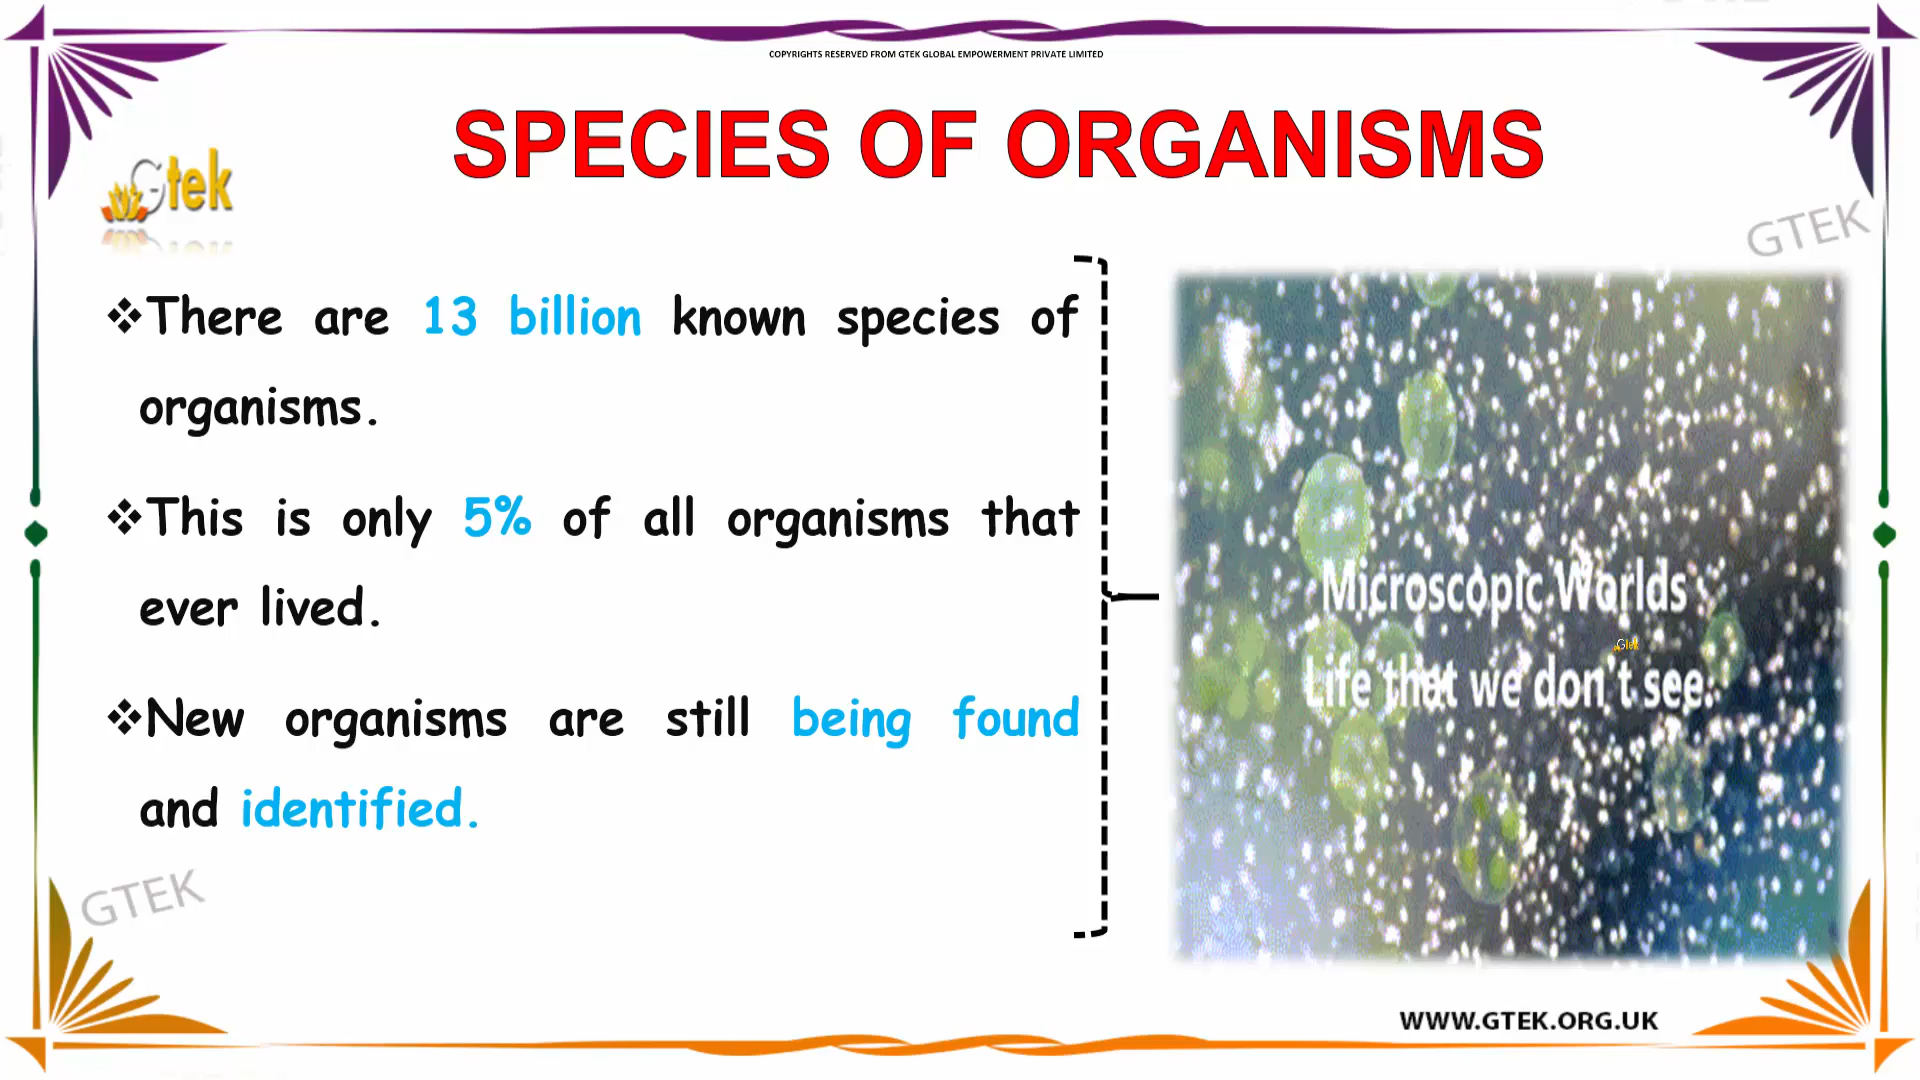 COPYRIGHTS RESERVED FROM GTEK GLOBAL EMPOWERMENT PRIVATE LIMITED
SPECIES OF ORGANISMS
Gtek
GTEK
❖There are 13 billion known species of
organisms.
❖This is only 5% of all organisms that
ever lived.
❖New organisms are still being found
and identified.
Microscopic Worlds
Gtek
Life that we don't see.
GTEK
WWW.GTEK.ORG.UK